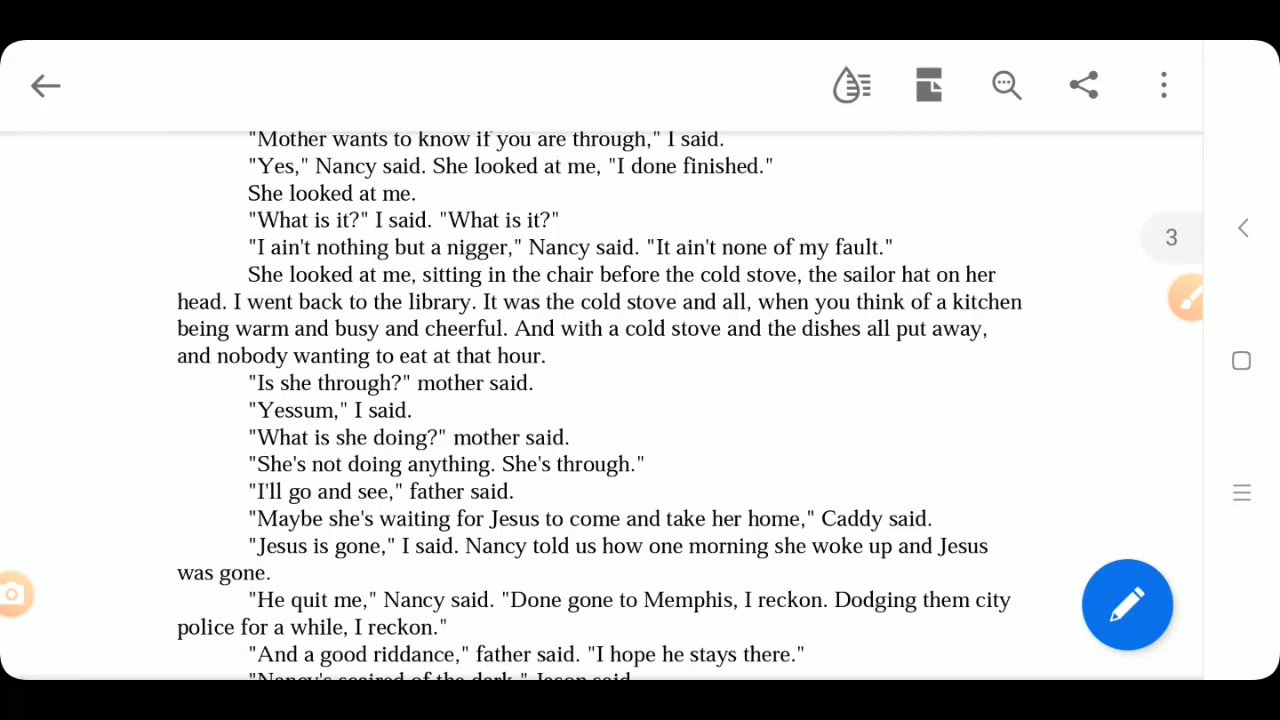 "Mother wants to know if you are through," I said.
"Yes," Nancy said. She looked at me, "I done finished."
She looked at me.
"What is it?" I said. "What is it?"
"I ain't nothing but a nigger," Nancy said. "It ain't none of my fault."
3
She looked at me, sitting in the chair before the cold stove, the sailor hat on her
head. I went back to the library. It was the cold stove and all, when you think of a kitchen
being warm and busy and cheerful. And with a cold stove and the dishes all put away,
and nobody wanting to eat at that hour.
"Is she through?" mother said.
"Yessum," I said.
"What is she doing?" mother said.
"She's not doing anything. She's through."
"I'll go and see," father said.
"Maybe she's waiting for Jesus to come and take her home," Caddy said.
"Jesus is gone," I said. Nancy told us how one morning she woke up and Jesus
was gone.
"He quit me," Nancy said. "Done gone to Memphis, I reckon. Dodging them city
police for a while, I reckon."
"And a good riddance," father said. "I hope he stays there."
"Nancy's scaired of the dark," Jason said.